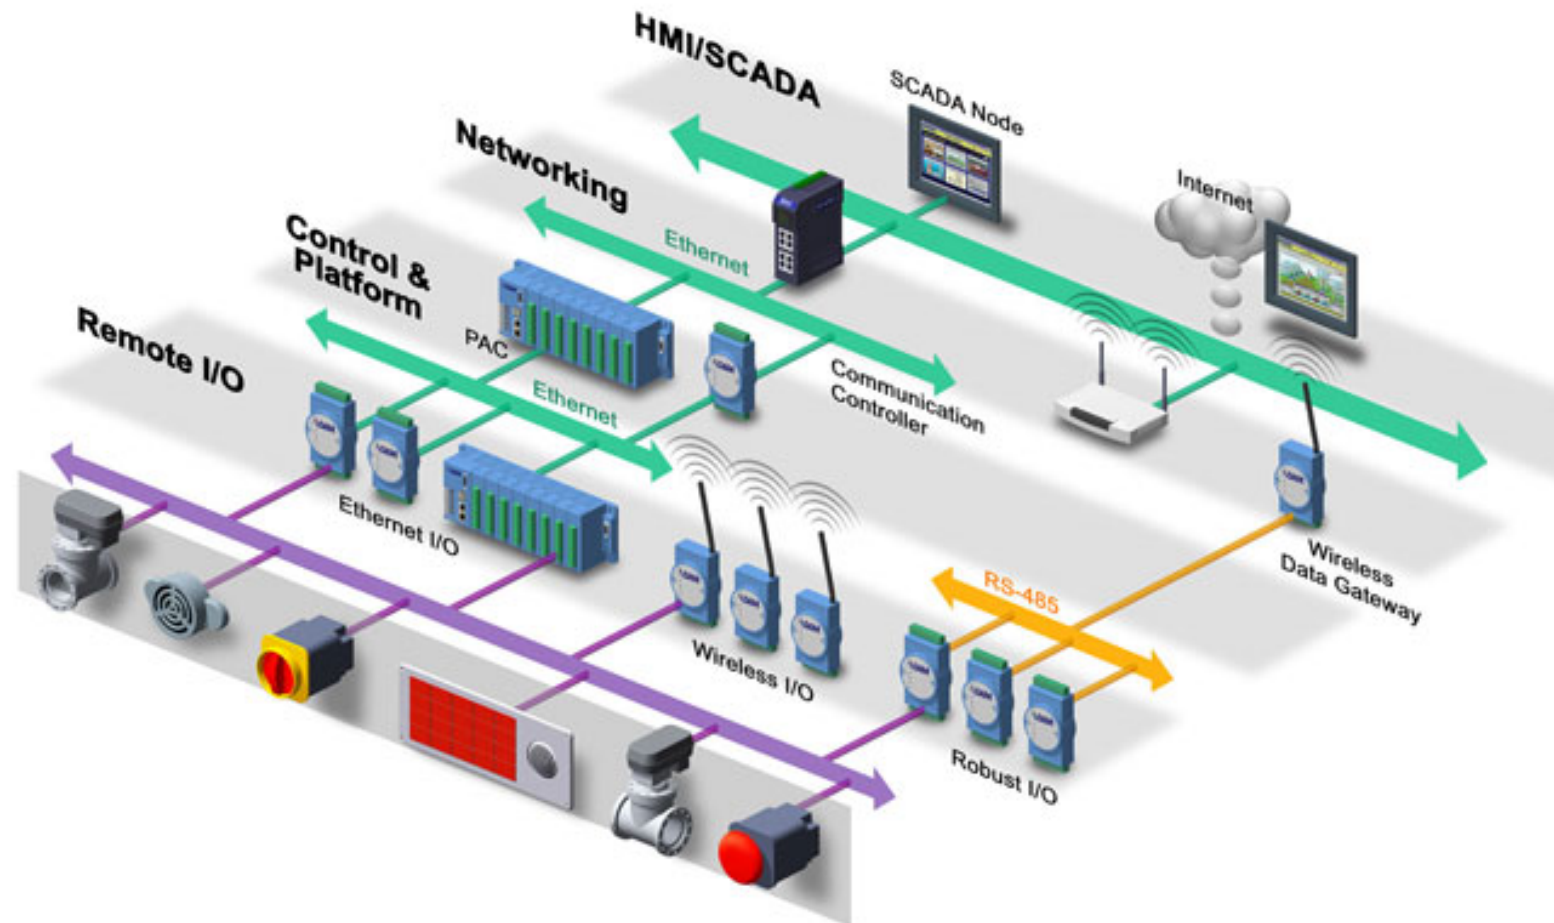 HMI/SCADA
SCADA Node
Networking
Internet
Ethernet
Control &
Platform
PAC
Remote I/O
Communication
Controller
Ethernet
Ethernet I/O
Wireless
Data Gateway
RS-485
Wireless I/O
Robust I/O